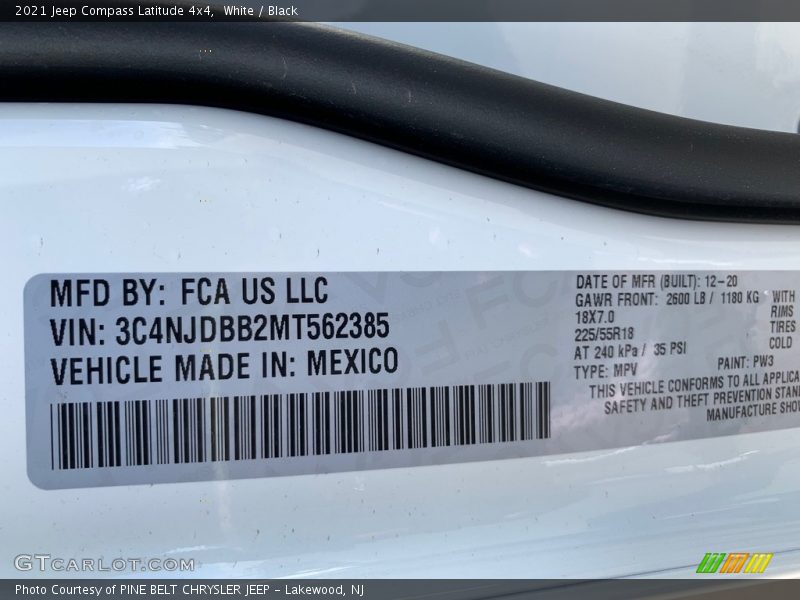 2021 Jeep Compass Latitude 4x4, White / Black
MFD BY: FCA US LLC
VIN: 3C4NJDBB2MT562385
VEHICLE MADE IN: MEXICO
DATE OF MFR (BUILT): 12-20
GAWR FRONT: 2600 LB / 1180 KG WITH
18X7.0 RIMS
225/55R18 TIRES
AT 240 kPa / 35 PSI COLD
TYPE: MPV PAINT: PW3
THIS VEHICLE CONFORMS TO ALL
SAFETY AND THEFT PREVENTION
MANUFACTURE
GTCARLOT.COM
Photo Courtesy of PINE BELT CHRYSLER JEEP - Lakewood, NJ